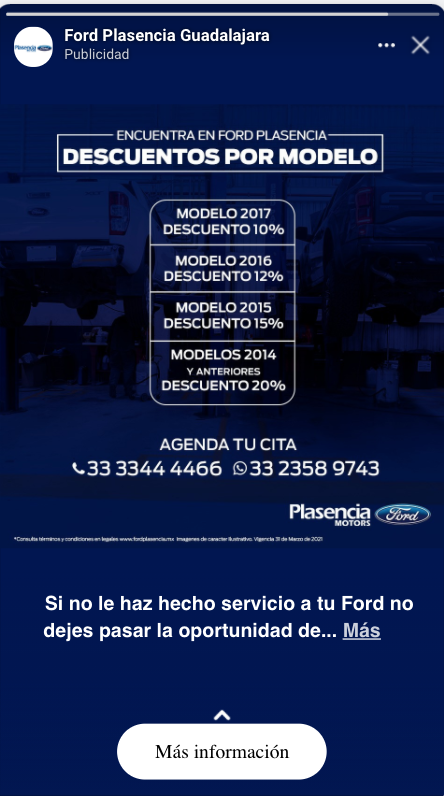 Ford Plasencia Guadalajara
Publicidad
ENCUENTRA EN FORD PLASENCIA
DESCUENTOS POR MODELO
MODELO 2017
DESCUENTO 10%
MODELO 2016
DESCUENTO 12%
MODELO 2015
DESCUENTO 15%
MODELOS 2014
Y ANTERIORES
DESCUENTO 20%
AGENDA TU CITA
33 3344 4466 33 2358 9743
Plasencia
MOTORS
Ford
*Consulta términos y condiciones en legales www.fordplasencia.mx Imagenes de caracter ilustrativo. Vigencia 31 de Marzo de 2021
Si no le haz hecho servicio a tu Ford no
dejes pasar la oportunidad de... Más
Más información